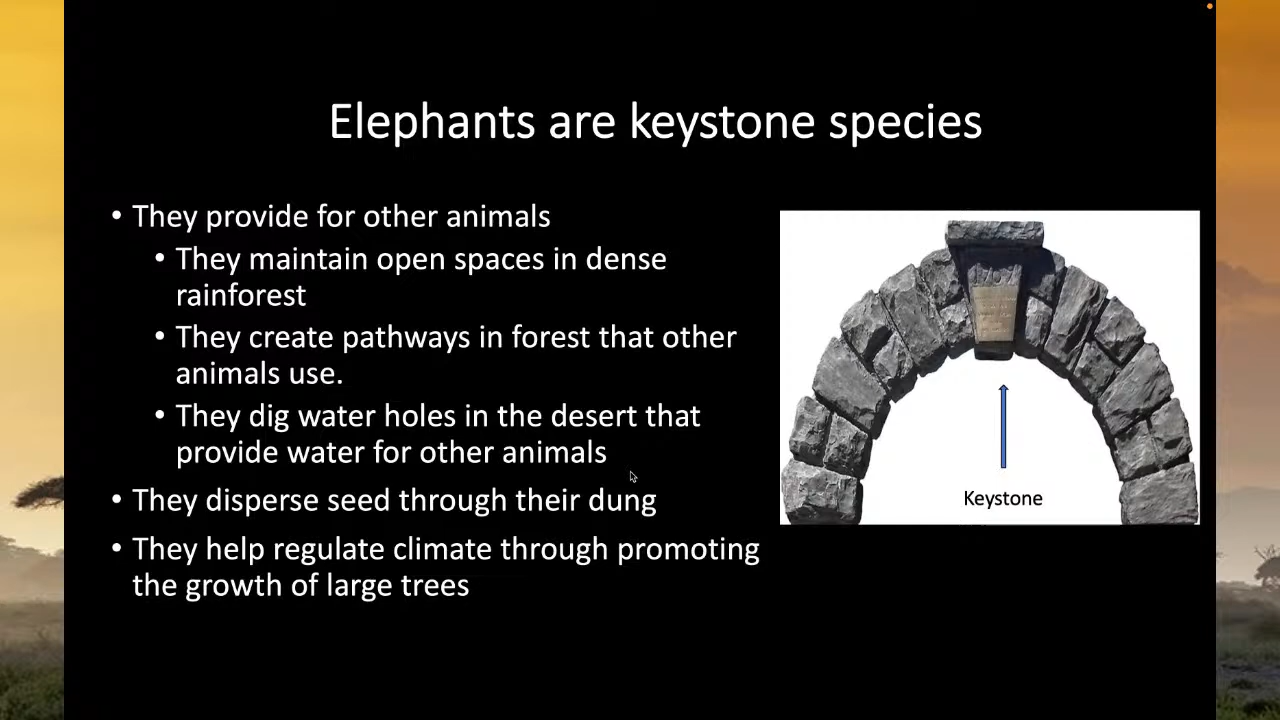 Elephants are keystone species
• They provide for other animals
• They maintain open spaces in dense
rainforest
• They create pathways in forest that other
animals use.
• They dig water holes in the desert that
provide water for other animals
• They disperse seed through their dung
• They help regulate climate through promoting
the growth of large trees
Keystone